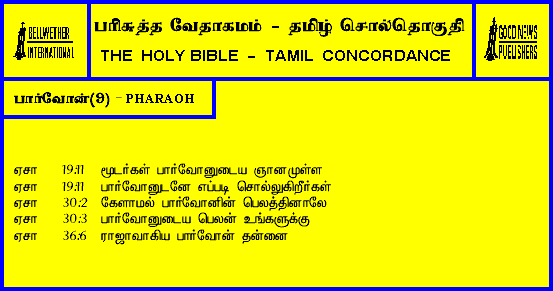 BELLWETHER
INTERNATIONAL
பரிசுத்த வேதாகமம் - தமிழ் சொல்தொகுதி
THE HOLY BIBLE - TAMIL CONCORDANCE
GOOD NEWS
PUBLISHERS
பார்வோன்(9) - PHARAOH
ஏசா 19:11 மூடர்கள் பார்வோனுடைய ஞானமுள்ள
ஏசா 19:11 பார்வோனுடனே எப்படி சொல்லுகிறீர்கள்
ஏசா 30:2 கேளாமல் பார்வோனின் பெலத்தினாலே
ஏசா 30:3 பார்வோனுடைய பெலன் உங்களுக்கு
ஏசா 36:6 ராஜாவாகிய பார்வோன் தன்னை